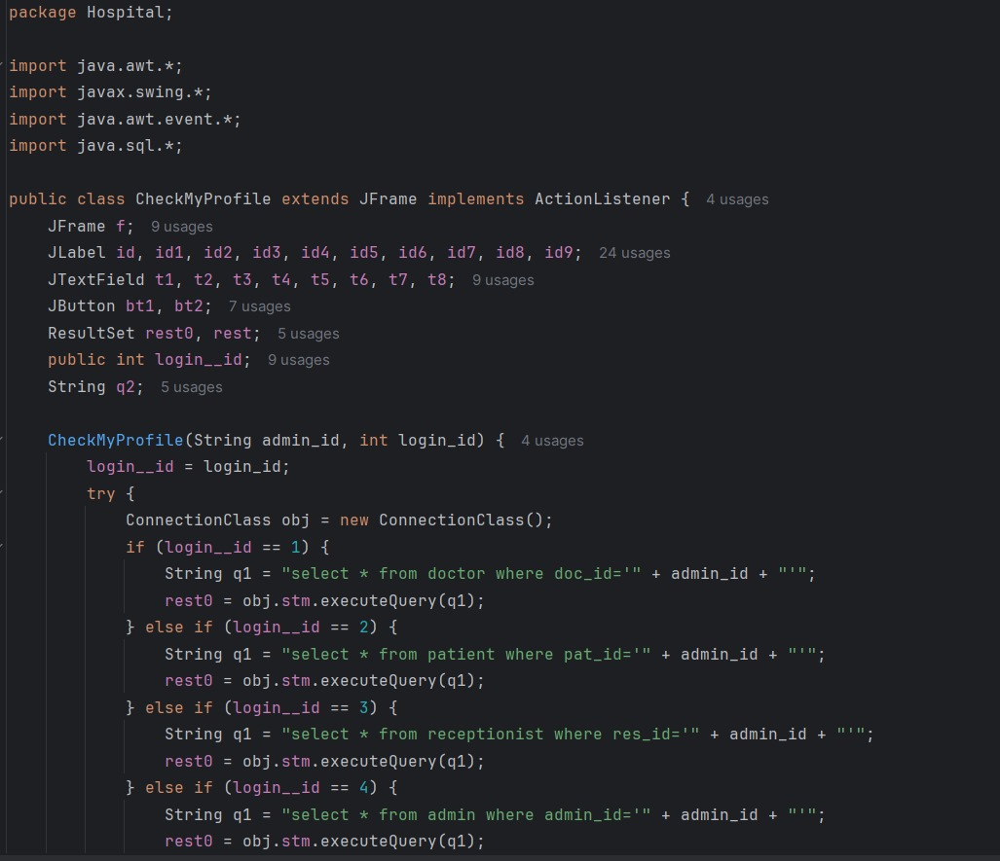 package Hospital;
import java.awt.*;
import javax.swing.*;
import java.awt.event.*;
import java.sql.*;
public class CheckMyProfile extends JFrame implements ActionListener { 4 usages
JFrame f; 9 usages
JLabel id, id1, id2, id3, id4, id5, id6, id7, id8, id9; 24 usages
JTextField t1, t2, t3, t4, t5, t6, t7, t8; 9 usages
JButton bt1, bt2; 7 usages
ResultSet rest0, rest; 5 usages
public int login__id; 9 usages
String q2; 5 usages
CheckMyProfile(String admin_id, int login_id) { 4 usages
login__id = login_id;
try {
ConnectionClass obj = new ConnectionClass();
if (login__id == 1) {
String q1 = "select * from doctor where doc_id='" + admin_id + "'";
rest0 = obj.stm.executeQuery(q1);
} else if (login__id == 2) {
String q1 = "select * from patient where pat_id='" + admin_id + "'";
rest0 = obj.stm.executeQuery(q1);
} else if (login__id == 3) {
String q1 = "select * from receptionist where res_id='" + admin_id + "'";
rest0 = obj.stm.executeQuery(q1);
} else if (login__id == 4) {
String q1 = "select * from admin where admin_id='" + admin_id + "'";
rest0 = obj.stm.executeQuery(q1);